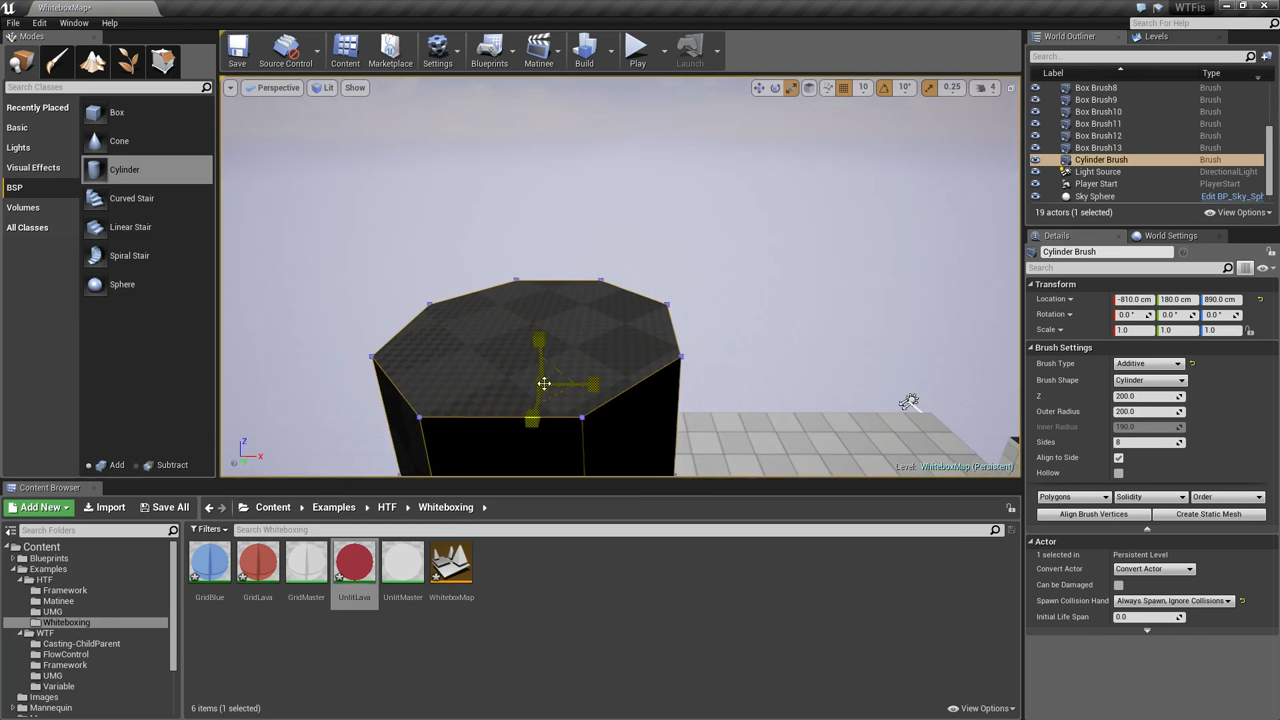 WhiteboxMap*
WTFis
File Edit Window Help
Search For Help
Modes
Search Classes
Recently Placed
Basic
Lights
Visual Effects
BSP
Volumes
All Classes
Box
Cone
Cylinder
Curved Stair
Linear Stair
Spiral Stair
Sphere
Add Subtract
Save Source Control Content Marketplace Settings Blueprints Matinee Build Play Launch
Perspective Lit Show
10 10° 0.25 4
Z
X
Level: WhiteboxMap (Persistent)
World Outliner Levels
Search...
Label Type
Box Brush8 Brush
Box Brush9 Brush
Box Brush10 Brush
Box Brush11 Brush
Box Brush12 Brush
Box Brush13 Brush
Cylinder Brush Brush
Light Source DirectionalLight
Player Start PlayerStart
Sky Sphere Edit BP_Sky_Spl
19 actors (1 selected) View Options
Details World Settings
Cylinder Brush
Search
Transform
Location -810.0 cm 180.0 cm 890.0 cm
Rotation 0.0 ° 0.0 ° 0.0 °
Scale 1.0 1.0 1.0
Brush Settings
Brush Type Additive
Brush Shape Cylinder
Z 200.0
Outer Radius 200.0
Inner Radius 190.0
Sides 8
Align to Side
Hollow
Polygons Solidity Order
Align Brush Vertices Create Static Mesh
Actor
1 selected in Persistent Level
Convert Actor Convert Actor
Can be Damaged
Spawn Collision Hand Always Spawn, Ignore Collisions
Initial Life Span 0.0
Content Browser
Add New Import Save All Content Examples HTF Whiteboxing
Search Folders
Filters Search Whiteboxing
Content
Blueprints
Examples
HTF
Framework
Matinee
UMG
Whiteboxing
WTF
Casting-ChildParent
FlowControl
Framework
UMG
Variable
Images
Mannequin
GridBlue GridLava GridMaster UnlitLava UnlitMaster WhiteboxMap
6 items (1 selected) View Options